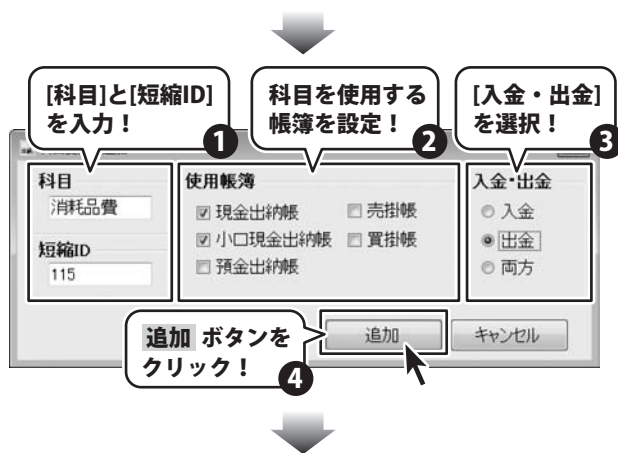 [科目]と[短縮ID]
を入力！
1
科目を使用する
帳簿を設定！
2
[入金・出金]
を選択！
3
科目
消耗品費
短縮ID
115
使用帳簿
現金出納帳
売掛帳
小口現金出納帳
買掛帳
預金出納帳
入金・出金
入金
出金
両方
追加 ボタンを
クリック！
4
追加
キャンセル